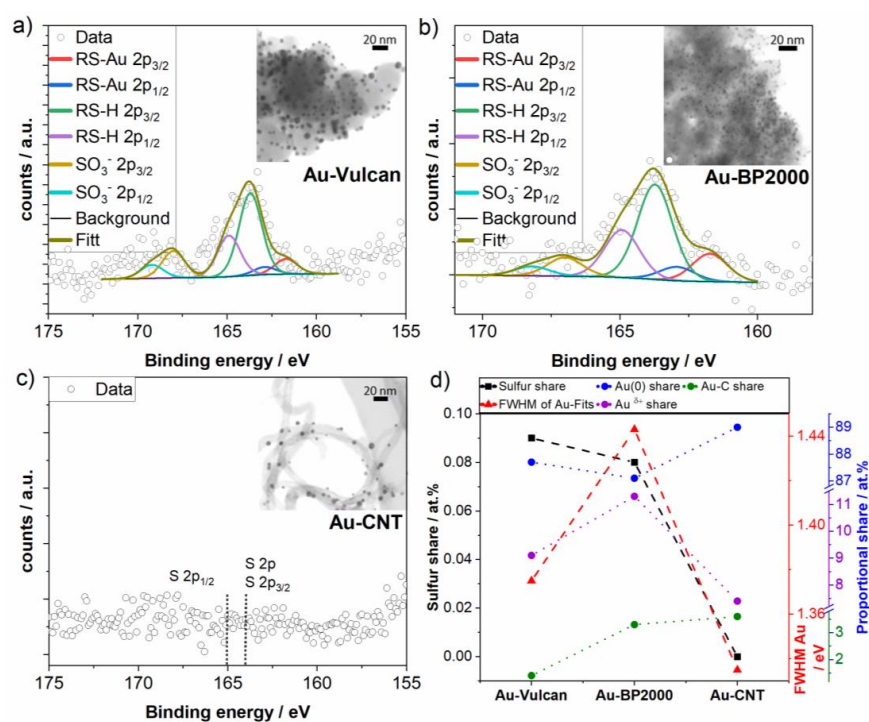 a)
Data
RS-Au 2p3/2
RS-Au 2p1/2
RS-H 2p3/2
RS-H 2p1/2
SO3- 2p3/2
SO3- 2p1/2
Background
Fitt
20 nm
Au-Vulcan
counts / a.u.
175 170 165 160 155
Binding energy / eV
b)
Data
RS-Au 2p3/2
RS-Au 2p1/2
RS-H 2p3/2
RS-H 2p1/2
SO3- 2p3/2
SO3- 2p1/2
Background
Fit
20 nm
Au-BP2000
counts / a.u.
170 165 160
Binding energy / eV
c)
Data
20 nm
Au-CNT
S 2p1/2
S 2p
S 2p3/2
counts / a.u.
175 170 165 160 155
Binding energy / eV
d)
Sulfur share Au(0) share Au-C share
FWHM of Au-Fits Au δ+ share
0.10
0.08
0.06
0.04
0.02
0.00
Sulfur share / at.%
1.44
1.40
1.36
FWHM Au
/ eV
89
88
87
11
9
8
3
2
Proportional share / at.%
Au-Vulcan Au-BP2000 Au-CNT